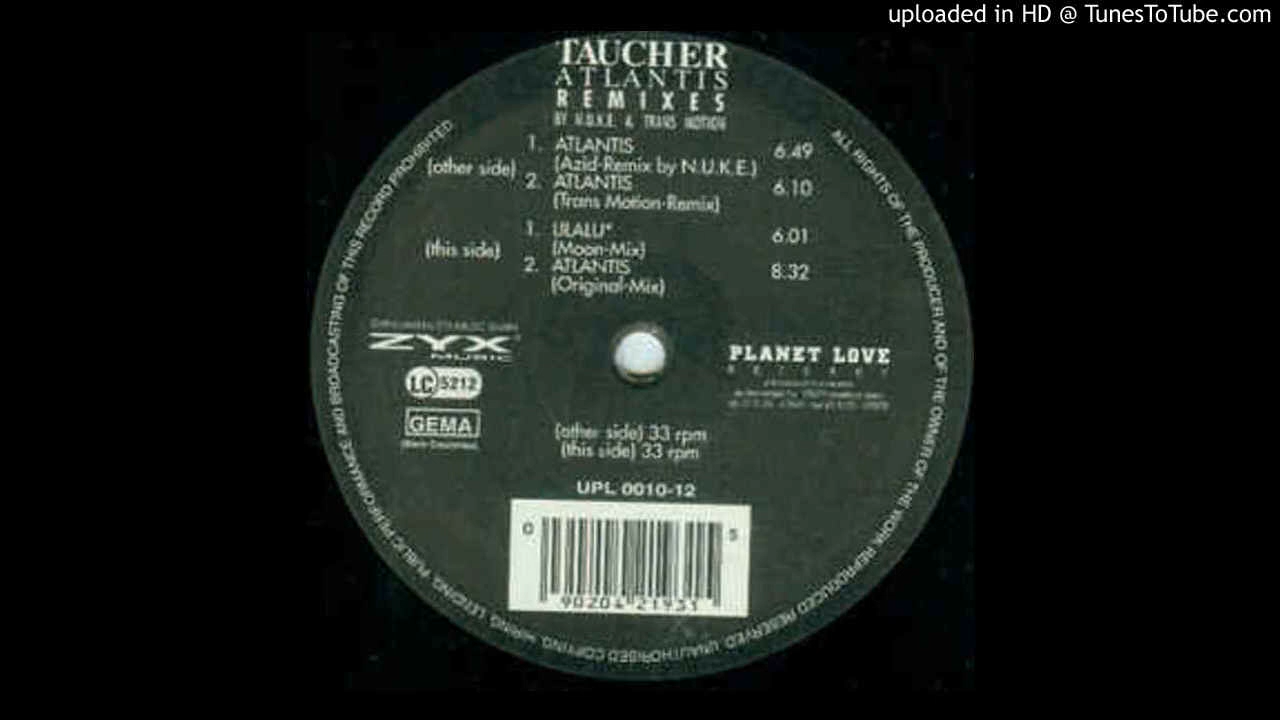 uploaded in HD @ TunesToTube.com
TAUCHER
ATLANTIS
REMIXES
BY N.U.K.E. & TRANS MOTION
(other side)
1. ATLANTIS 6.49
(Azid-Remix by N.U.K.E.)
2. ATLANTIS 6.10
(Trans Motion-Remix)
(this side)
1. LILALU* 6.01
(Moon-Mix)
2. ATLANTIS 8.32
(Original-Mix)
ZYX
MUSIC
LC 5212
GEMA
PLANET LOVE
RECORDS
(other side) 33 rpm
(this side) 33 rpm
UPL 0010-12
0 90204 21933 5
ALL RIGHTS OF THE PRODUCER AND OF THE OWNER OF THE WORK REPRODUCED RESERVED. UNAUTHORISED COPYING, HIRING, LENDING, PUBLIC PERFORMANCE AND BROADCASTING OF THIS RECORD PROHIBITED